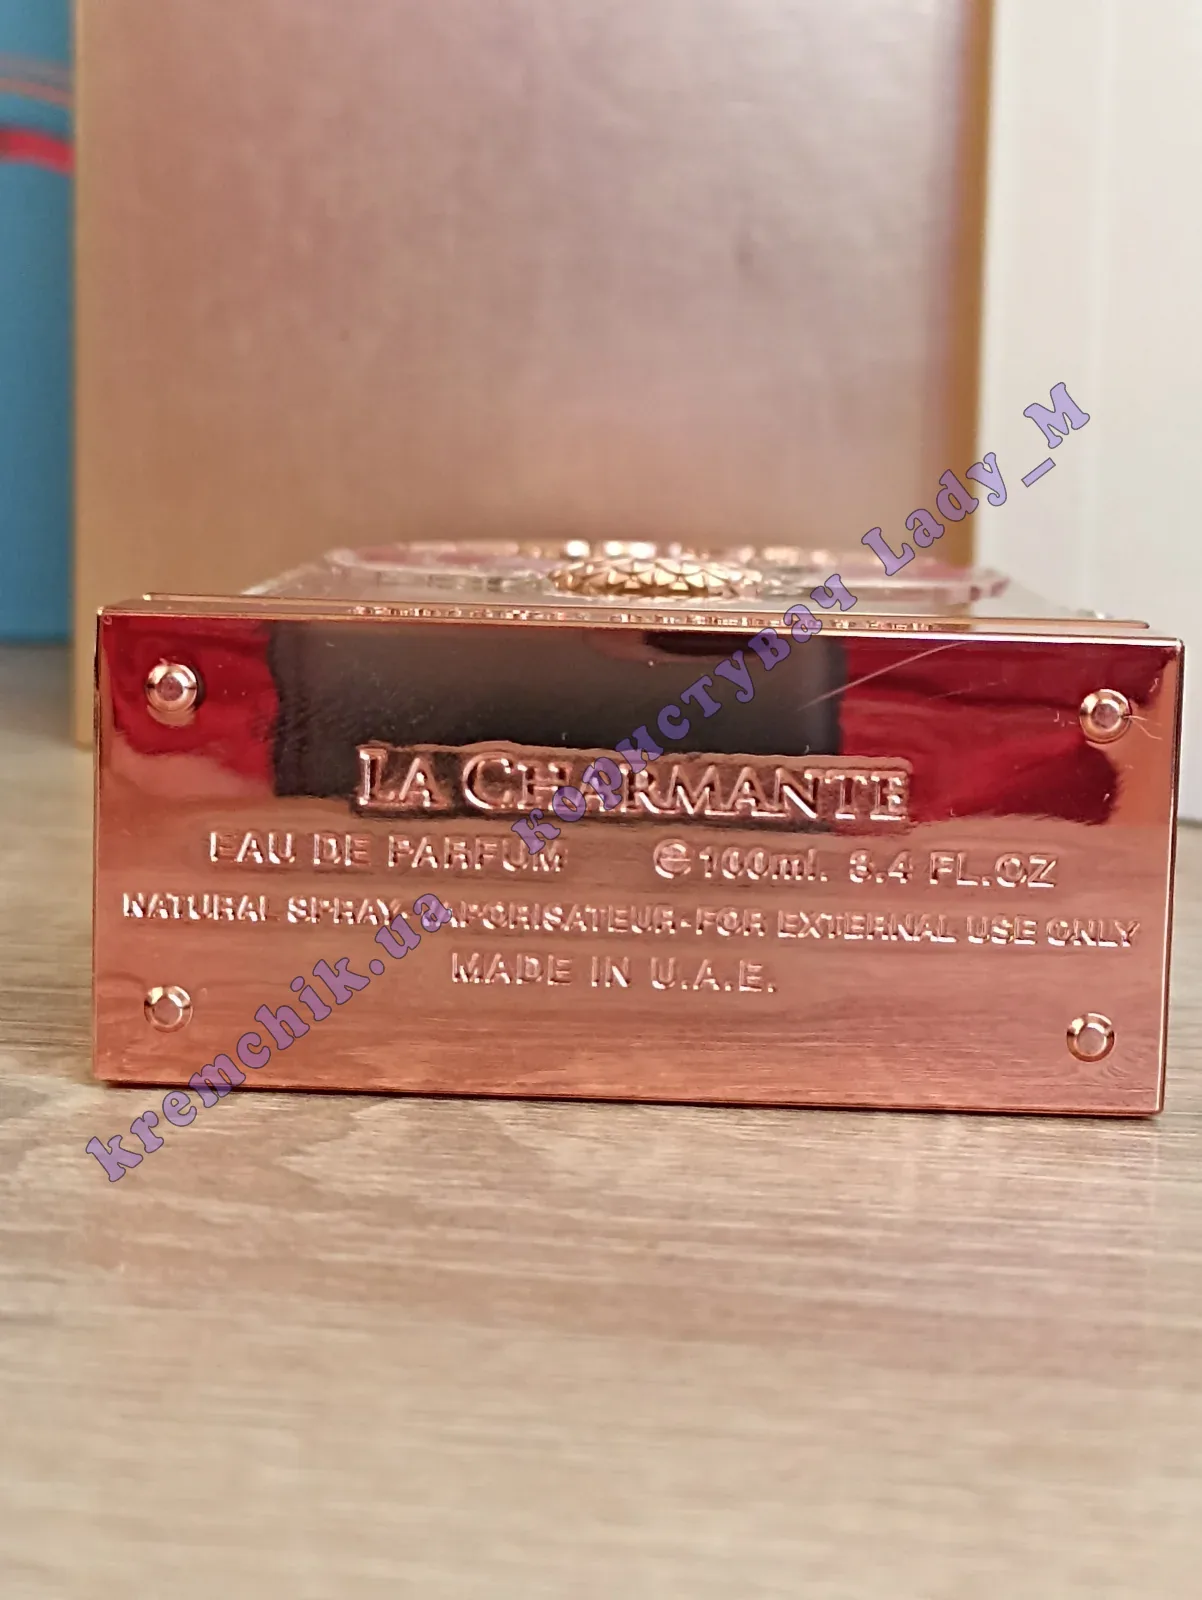 LA CHARMANTE
EAU DE PARFUM ℮100ml. 3.4 FL.OZ
NATURAL SPRAY·VAPORISATEUR·FOR EXTERNAL USE ONLY
MADE IN U.A.E.
kremchik.ua користувач Lady_M